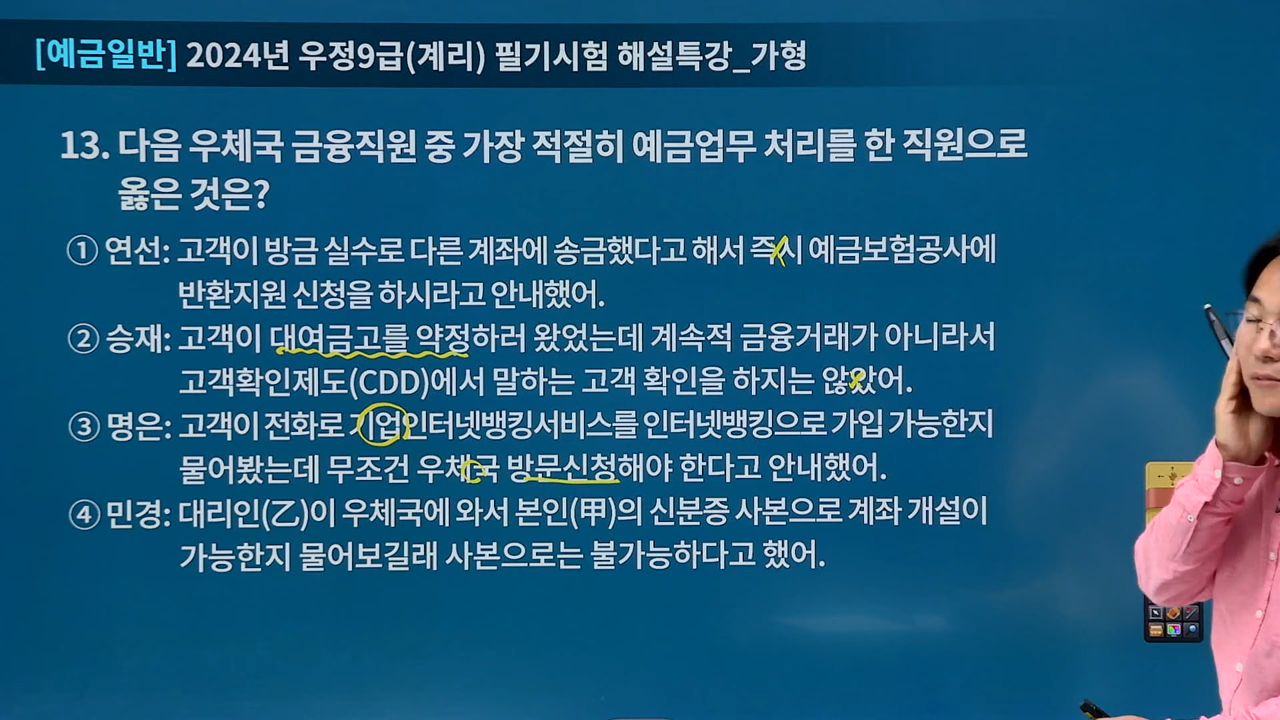 [예금일반] 2024년 우정9급(계리) 필기시험 해설특강_가형
13. 다음 우체국 금융직원 중 가장 적절히 예금업무 처리를 한 직원으로
옳은 것은?
① 연선: 고객이 방금 실수로 다른 계좌에 송금했다고 해서 즉시 예금보험공사에
반환지원 신청을 하시라고 안내했어.
② 승재: 고객이 대여금고를 약정하러 왔었는데 계속적 금융거래가 아니라서
고객확인제도(CDD)에서 말하는 고객 확인을 하지는 않았어.
③ 명은: 고객이 전화로 기업인터넷뱅킹서비스를 인터넷뱅킹으로 가입 가능한지
물어봤는데 무조건 우체국 방문신청해야 한다고 안내했어.
④ 민경: 대리인(乙)이 우체국에 와서 본인(甲)의 신분증 사본으로 계좌 개설이
가능한지 물어보길래 사본으로는 불가능하다고 했어.